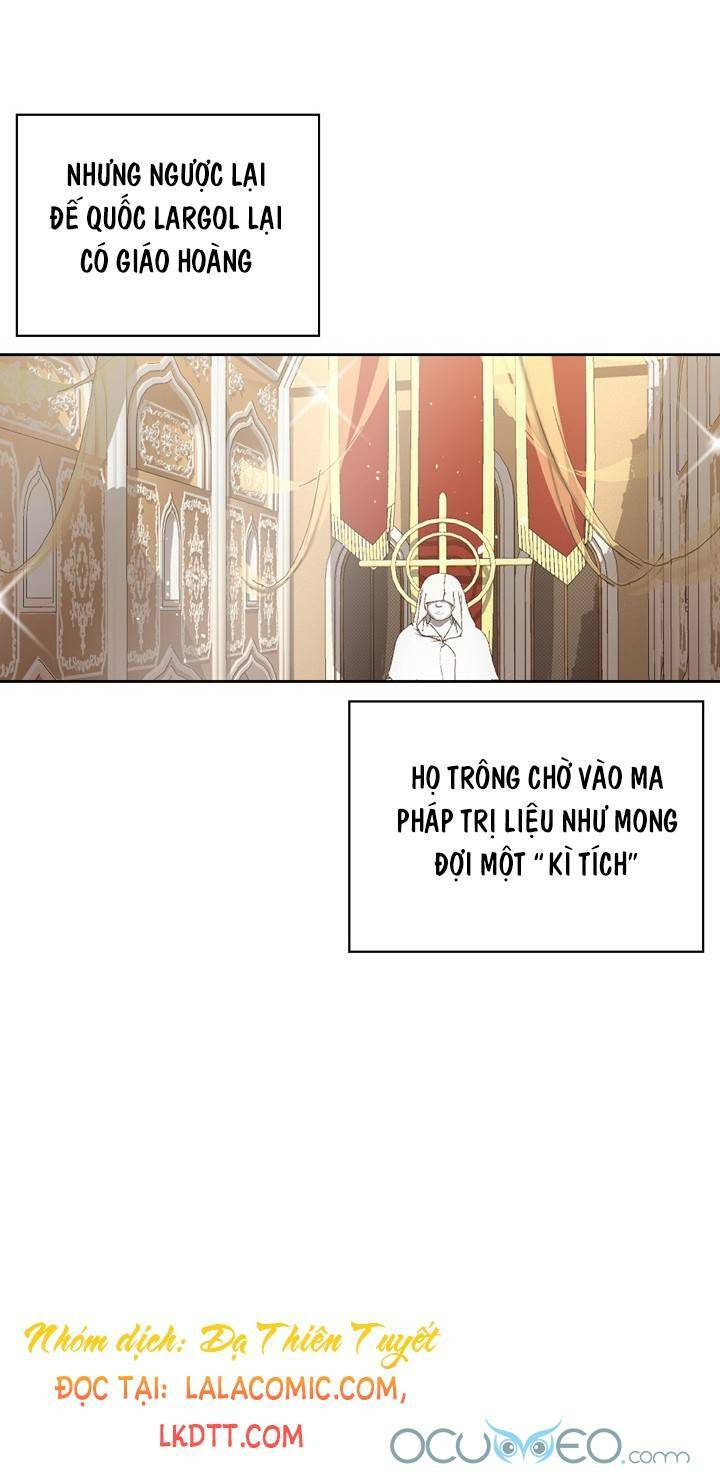 NHƯNG NGƯỢC LẠI
ĐẾ QUỐC LARGOL LẠI
CÓ GIÁO HOÀNG
HỌ TRÔNG CHỜ VÀO MA
PHÁP TRỊ LIỆU NHƯ MONG
ĐỢI MỘT “KÌ TÍCH”
Nhóm dịch: Dạ Thiên Tuyết
ĐỌC TẠI: LALACOMIC.COM,
LKDTT.COM
OCUMEO.com